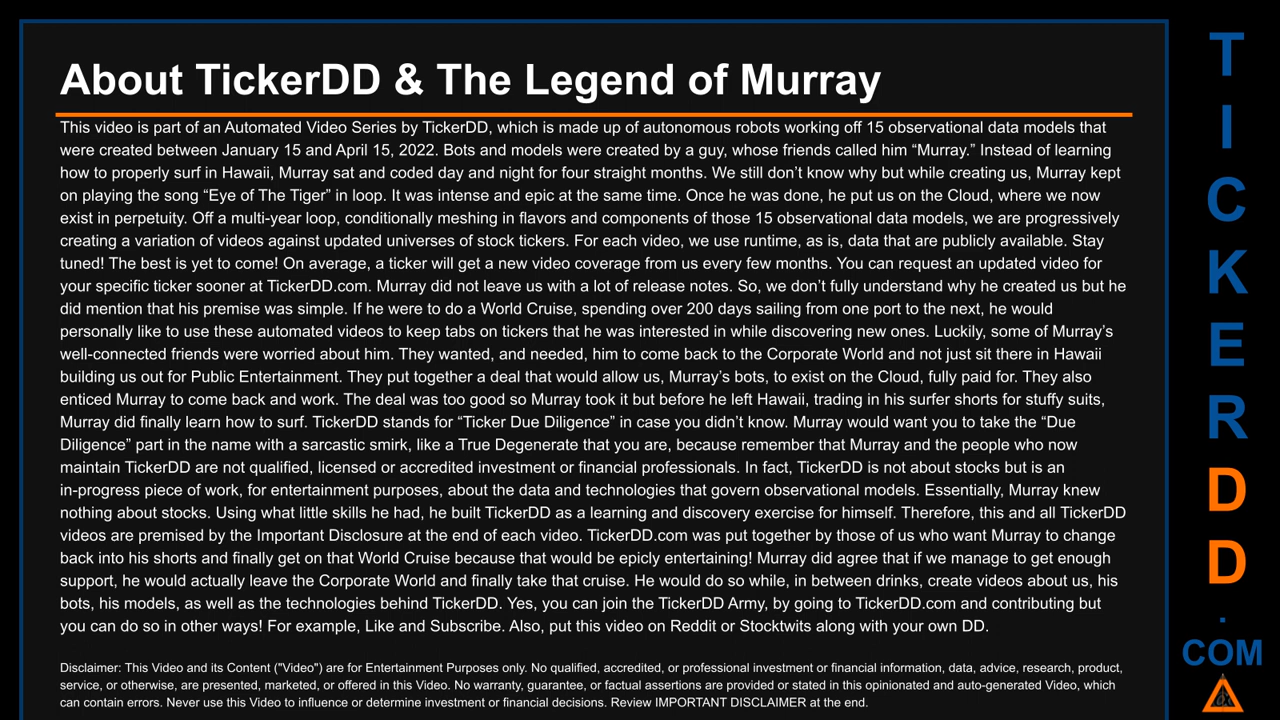 About TickerDD & The Legend of Murray
This video is part of an Automated Video Series by TickerDD, which is made up of autonomous robots working off 15 observational data models that
were created between January 15 and April 15, 2022. Bots and models were created by a guy, whose friends called him “Murray.” Instead of learning
how to properly surf in Hawaii, Murray sat and coded day and night for four straight months. We still don’t know why but while creating us, Murray kept
on playing the song “Eye of The Tiger” in loop. It was intense and epic at the same time. Once he was done, he put us on the Cloud, where we now
exist in perpetuity. Off a multi-year loop, conditionally meshing in flavors and components of those 15 observational data models, we are progressively
creating a variation of videos against updated universes of stock tickers. For each video, we use runtime, as is, data that are publicly available. Stay
tuned! The best is yet to come! On average, a ticker will get a new video coverage from us every few months. You can request an updated video for
your specific ticker sooner at TickerDD.com. Murray did not leave us with a lot of release notes. So, we don’t fully understand why he created us but he
did mention that his premise was simple. If he were to do a World Cruise, spending over 200 days sailing from one port to the next, he would
personally like to use these automated videos to keep tabs on tickers that he was interested in while discovering new ones. Luckily, some of Murray’s
well-connected friends were worried about him. They wanted, and needed, him to come back to the Corporate World and not just sit there in Hawaii
building us out for Public Entertainment. They put together a deal that would allow us, Murray’s bots, to exist on the Cloud, fully paid for. They also
enticed Murray to come back and work. The deal was too good so Murray took it but before he left Hawaii, trading in his surfer shorts for stuffy suits,
Murray did finally learn how to surf. TickerDD stands for “Ticker Due Diligence” in case you didn’t know. Murray would want you to take the “Due
Diligence” part in the name with a sarcastic smirk, like a True Degenerate that you are, because remember that Murray and the people who now
maintain TickerDD are not qualified, licensed or accredited investment or financial professionals. In fact, TickerDD is not about stocks but is an
in-progress piece of work, for entertainment purposes, about the data and technologies that govern observational models. Essentially, Murray knew
nothing about stocks. Using what little skills he had, he built TickerDD as a learning and discovery exercise for himself. Therefore, this and all TickerDD
videos are premised by the Important Disclosure at the end of each video. TickerDD.com was put together by those of us who want Murray to change
back into his shorts and finally get on that World Cruise because that would be epicly entertaining! Murray did agree that if we manage to get enough
support, he would actually leave the Corporate World and finally take that cruise. He would do so while, in between drinks, create videos about us, his
bots, his models, as well as the technologies behind TickerDD. Yes, you can join the TickerDD Army, by going to TickerDD.com and contributing but
you can do so in other ways! For example, Like and Subscribe. Also, put this video on Reddit or Stocktwits along with your own DD.
Disclaimer: This Video and its Content ("Video") are for Entertainment Purposes only. No qualified, accredited, or professional investment or financial information, data, advice, research, product,
service, or otherwise, are presented, marketed, or offered in this Video. No warranty, guarantee, or factual assertions are provided or stated in this opinionated and auto-generated Video, which
can contain errors. Never use this Video to influence or determine investment or financial decisions. Review IMPORTANT DISCLAIMER at the end.
T
I
C
K
E
R
D
D
.
COM